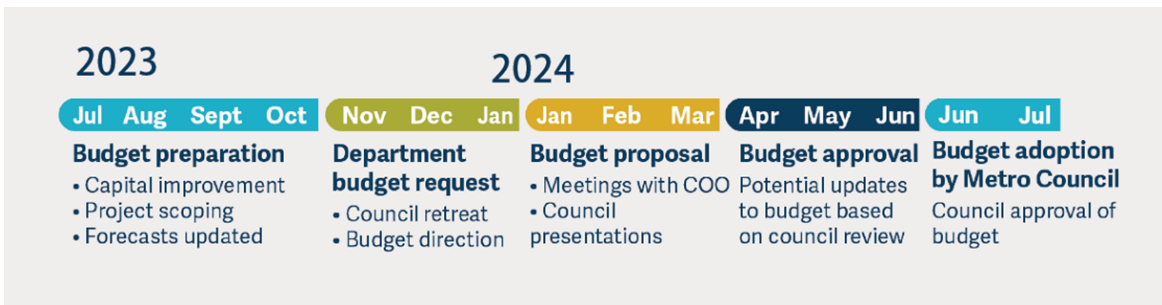 2023
2024
Jul Aug Sept Oct
Nov Dec Jan
Jan Feb Mar
Apr May Jun
Jun Jul
Budget preparation
• Capital improvement
• Project scoping
• Forecasts updated
Department
budget request
• Council retreat
• Budget direction
Budget proposal
• Meetings with COO
• Council
presentations
Budget approval
Potential updates
to budget based
on council review
Budget adoption
by Metro Council
Council approval of
budget